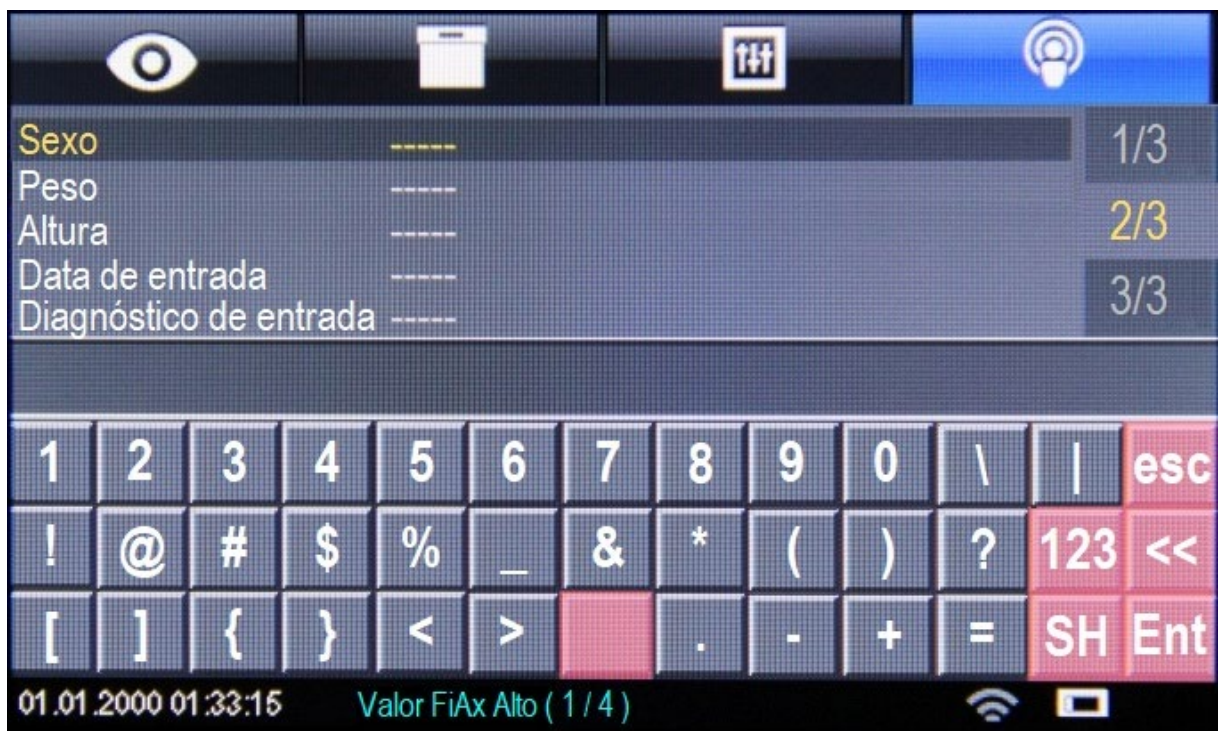 Sexo -----
1/3
Peso -----
Altura -----
2/3
Data de entrada -----
Diagnóstico de entrada -----
3/3
1 2 3 4 5 6 7 8 9 0 \ | esc
! @ # $ % _ & * ( ) ? 123 <<
[ ] { } < > . - + = SH Ent
01.01.2000 01:33:15 Valor FiAx Alto ( 1 / 4 )